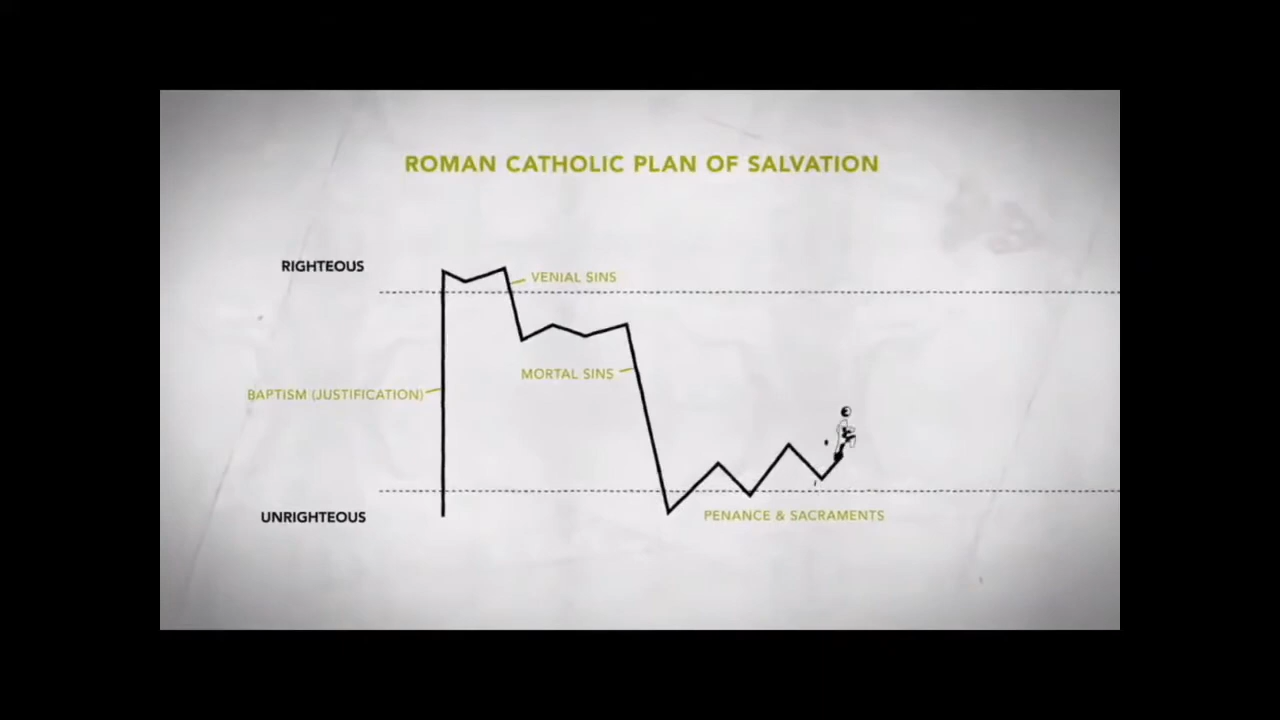 ROMAN CATHOLIC PLAN OF SALVATION
RIGHTEOUS
VENIAL SINS
MORTAL SINS
BAPTISM (JUSTIFICATION)
UNRIGHTEOUS
PENANCE & SACRAMENTS